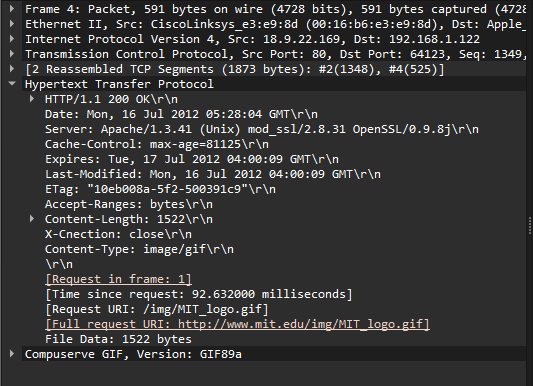 Frame 4: Packet, 591 bytes on wire (4728 bits), 591 bytes captured (4728
Ethernet II, Src: CiscoLinksys_e3:e9:8d (00:16:b6:e3:e9:8d), Dst: Apple_
Internet Protocol Version 4, Src: 18.9.22.169, Dst: 192.168.1.122
Transmission Control Protocol, Src Port: 80, Dst Port: 64123, Seq: 1349,
[2 Reassembled TCP Segments (1873 bytes): #2(1348), #4(525)]
Hypertext Transfer Protocol
HTTP/1.1 200 OK\r\n
Date: Mon, 16 Jul 2012 05:28:04 GMT\r\n
Server: Apache/1.3.41 (Unix) mod_ssl/2.8.31 OpenSSL/0.9.8j\r\n
Cache-Control: max-age=81125\r\n
Expires: Tue, 17 Jul 2012 04:00:09 GMT\r\n
Last-Modified: Mon, 16 Jul 2012 04:00:09 GMT\r\n
ETag: "10eb008a-5f2-500391c9"\r\n
Accept-Ranges: bytes\r\n
Content-Length: 1522\r\n
X-Cnection: close\r\n
Content-Type: image/gif\r\n
\r\n
[Request in frame: 1]
[Time since request: 92.632000 milliseconds]
[Request URI: /img/MIT_logo.gif]
[Full request URI: http://www.mit.edu/img/MIT_logo.gif]
File Data: 1522 bytes
Compuserve GIF, Version: GIF89a